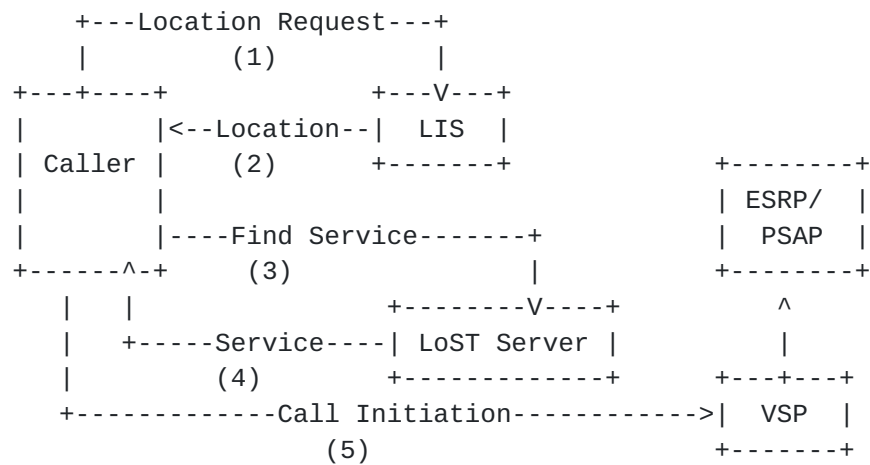 +---Location Request---+
|         (1)          |
+---+----+             +---V---+
|        |<--Location--|  LIS  |
| Caller |    (2)      +-------+             +--------+
|        |                                   | ESRP/  |
|        |----Find Service-------+           |  PSAP  |
+------^-+     (3)               |           +--------+
|   |                +--------V----+          ^
|   +-----Service----| LoST Server |          |
|         (4)        +-------------+      +---+---+
+-------------Call Initiation------------>|  VSP  |
(5)                       +-------+